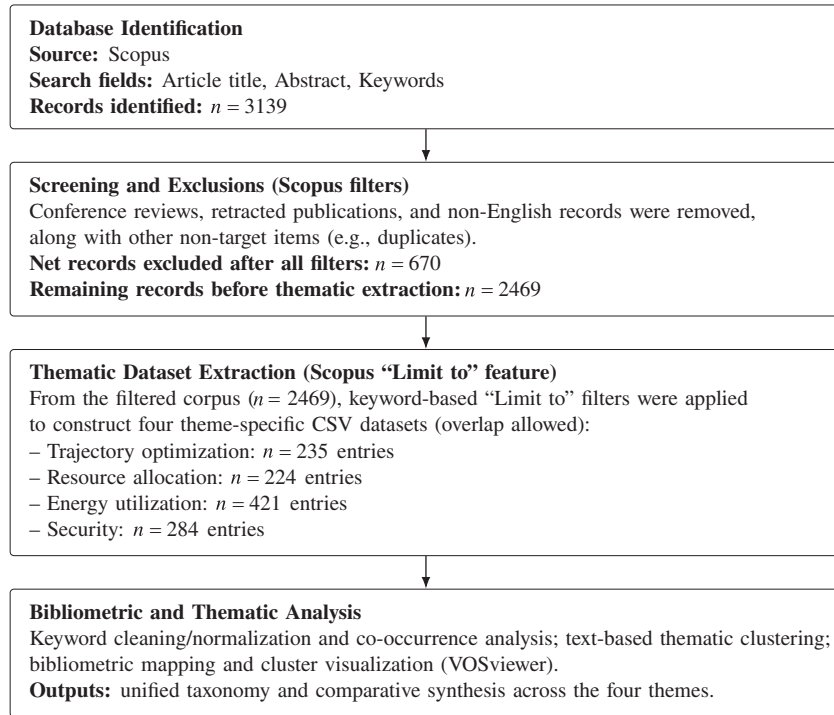 Database Identification
Source: Scopus
Search fields: Article title, Abstract, Keywords
Records identified: n = 3139
Screening and Exclusions (Scopus filters)
Conference reviews, retracted publications, and non-English records were removed,
along with other non-target items (e.g., duplicates).
Net records excluded after all filters: n = 670
Remaining records before thematic extraction: n = 2469
Thematic Dataset Extraction (Scopus “Limit to” feature)
From the filtered corpus (n = 2469), keyword-based “Limit to” filters were applied
to construct four theme-specific CSV datasets (overlap allowed):
– Trajectory optimization: n = 235 entries
– Resource allocation: n = 224 entries
– Energy utilization: n = 421 entries
– Security: n = 284 entries
Bibliometric and Thematic Analysis
Keyword cleaning/normalization and co-occurrence analysis; text-based thematic clustering;
bibliometric mapping and cluster visualization (VOSviewer).
Outputs: unified taxonomy and comparative synthesis across the four themes.